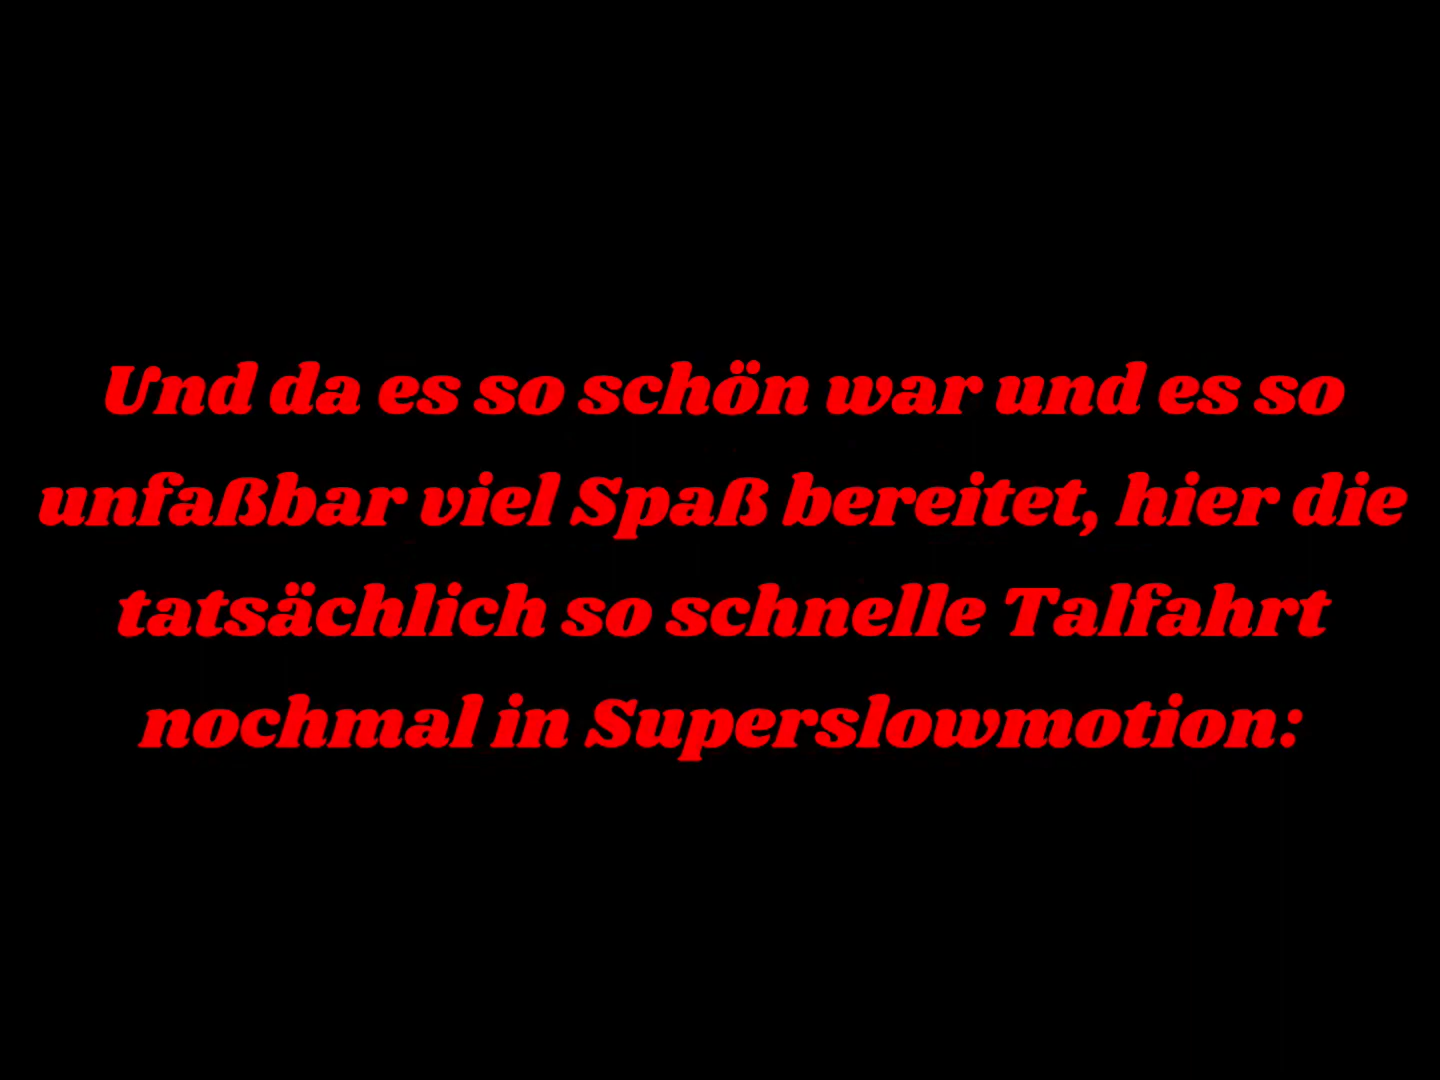 Und da es so schön war und es so
unfaßbar viel Spaß bereitet, hier die
tatsächlich so schnelle Talfahrt
nochmal in Superslowmotion: